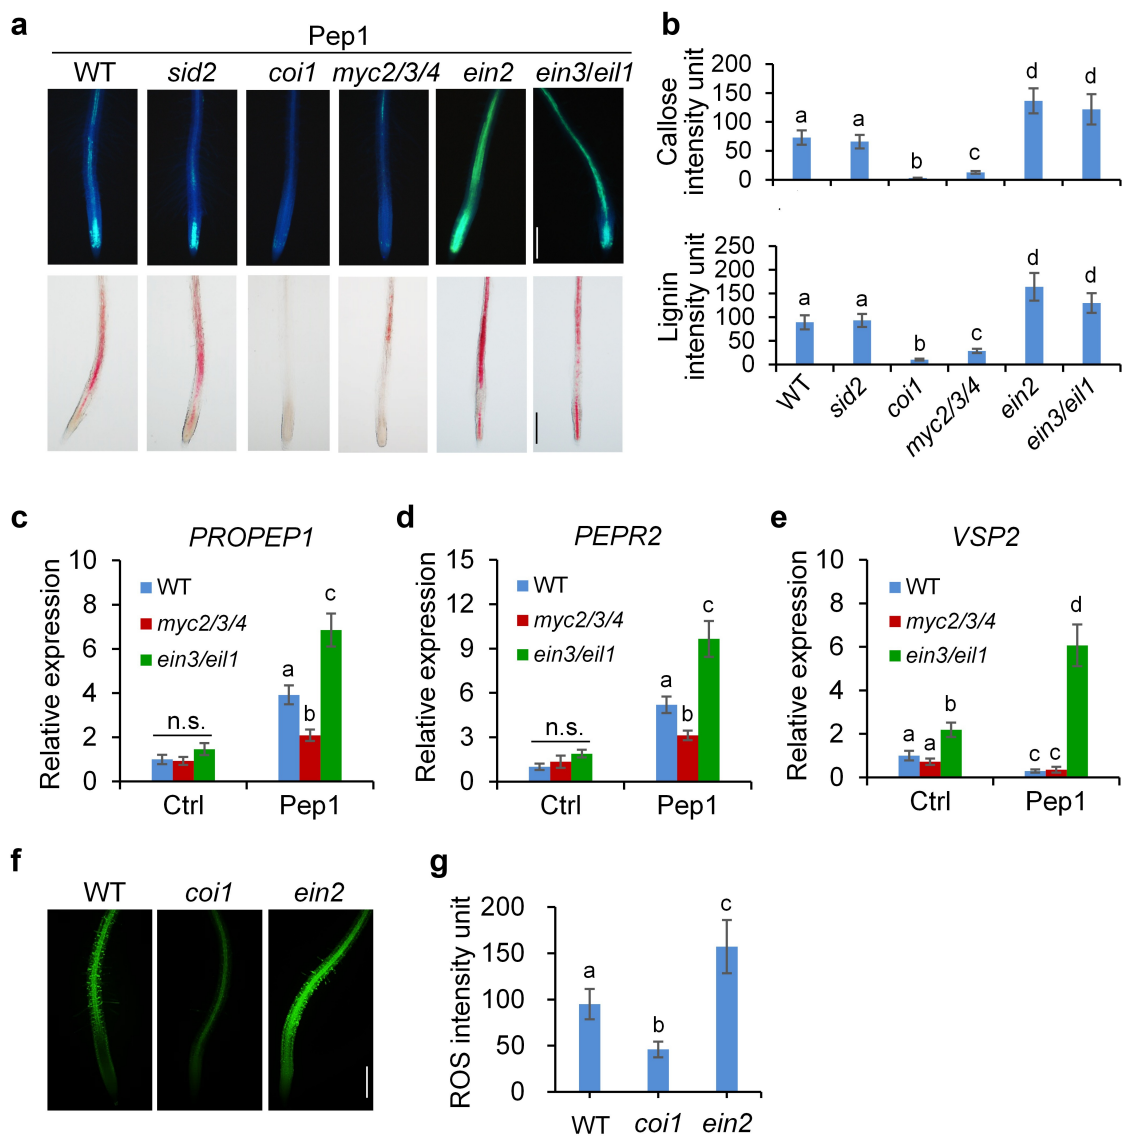 a
Pep1
WT sid2 coi1 myc2/3/4 ein2 ein3/eil1
b
Callose
intensity unit
200
150
100
50
0
a a b c d d
Lignin
intensity unit
250
200
150
100
50
0
a a b c d d
WT sid2 coi1 myc2/3/4 ein2 ein3/eil1
c
PROPEP1
Relative expression
10
8
6
4
2
0
WT
myc2/3/4
ein3/eil1
n.s.
a b c
Ctrl Pep1
d
PEPR2
Relative expression
15
12
9
6
3
0
WT
myc2/3/4
ein3/eil1
n.s.
a b c
Ctrl Pep1
e
VSP2
Relative expression
10
8
6
4
2
0
WT
myc2/3/4
ein3/eil1
a a b c c d
Ctrl Pep1
f
WT coi1 ein2
g
ROS intensity unit
200
150
100
50
0
a b c
WT coi1 ein2